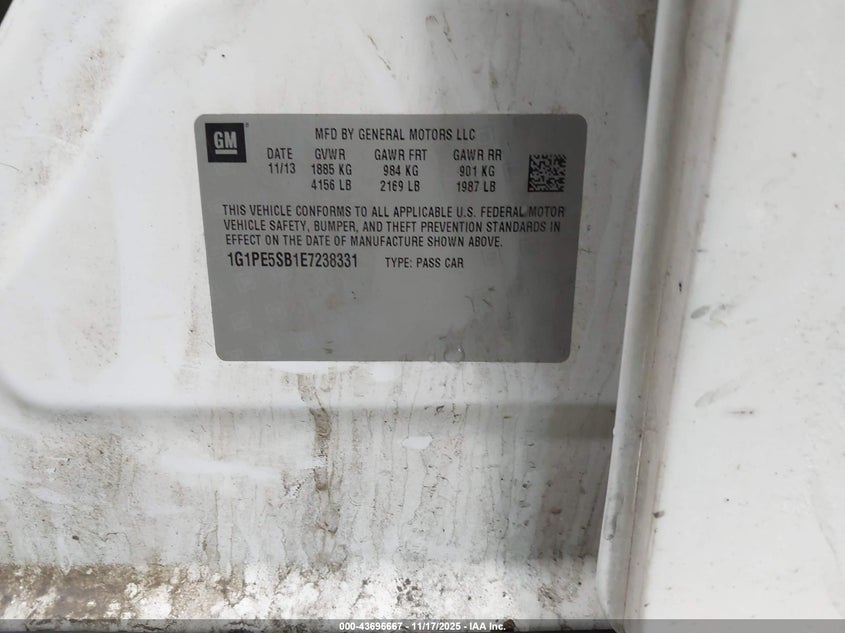 GM
MFD BY GENERAL MOTORS LLC
DATE GVWR GAWR FRT GAWR RR
11/13 1885 KG 984 KG 901 KG
4156 LB 2169 LB 1987 LB
THIS VEHICLE CONFORMS TO ALL APPLICABLE U.S. FEDERAL MOTOR
VEHICLE SAFETY, BUMPER, AND THEFT PREVENTION STANDARDS IN
EFFECT ON THE DATE OF MANUFACTURE SHOWN ABOVE.
1G1PE5SB1E7238331 TYPE: PASS CAR
000-43696667 - 11/17/2025 - IAA Inc.